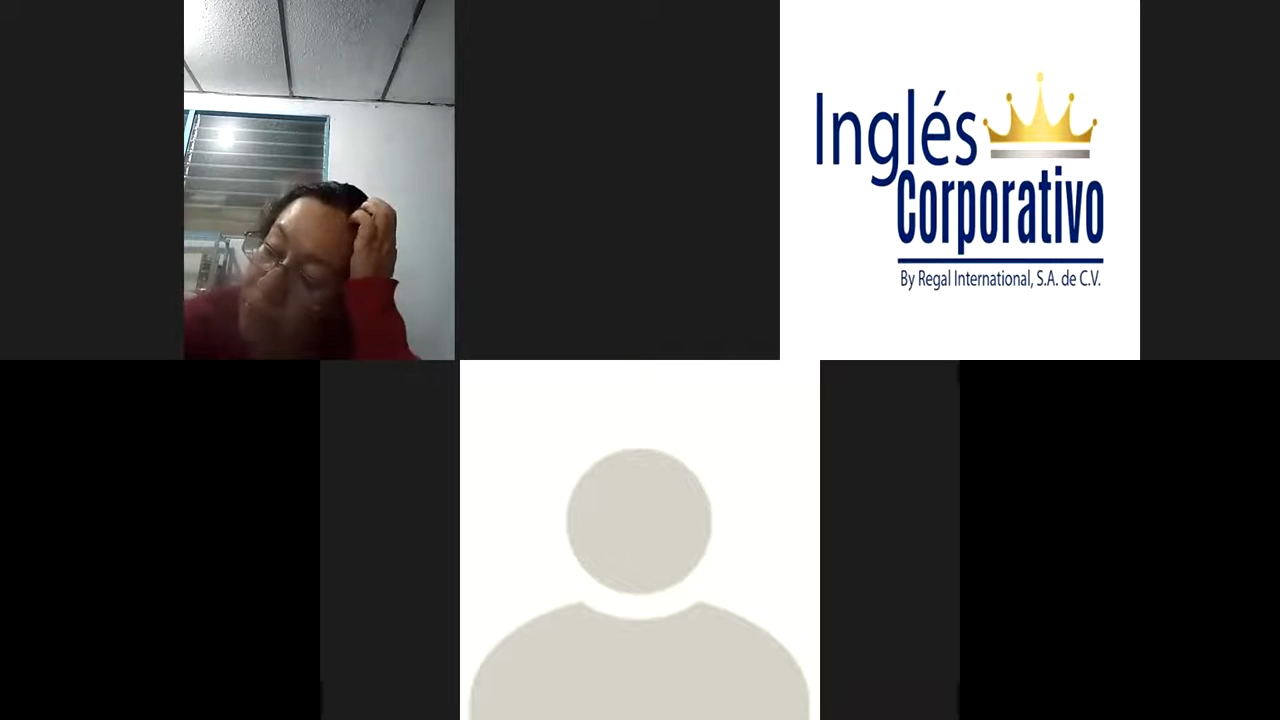 Inglés
Corporativo
By Regal International, S.A. de C.V.